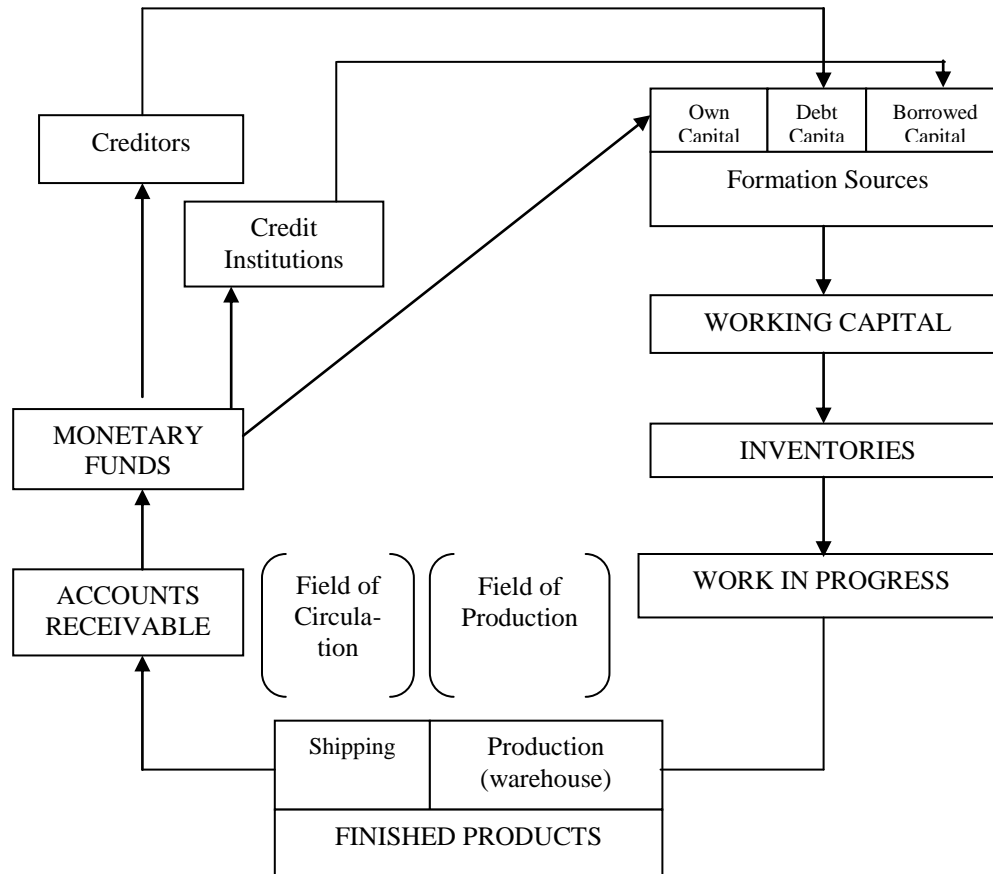 Creditors
Own
Capital
Debt
Capita
Borrowed
Capital
Formation Sources
Credit
Institutions
WORKING CAPITAL
MONETARY
FUNDS
INVENTORIES
ACCOUNTS
RECEIVABLE
Field of
Circula-
tion
Field of
Production
WORK IN PROGRESS
Shipping
Production
(warehouse)
FINISHED PRODUCTS